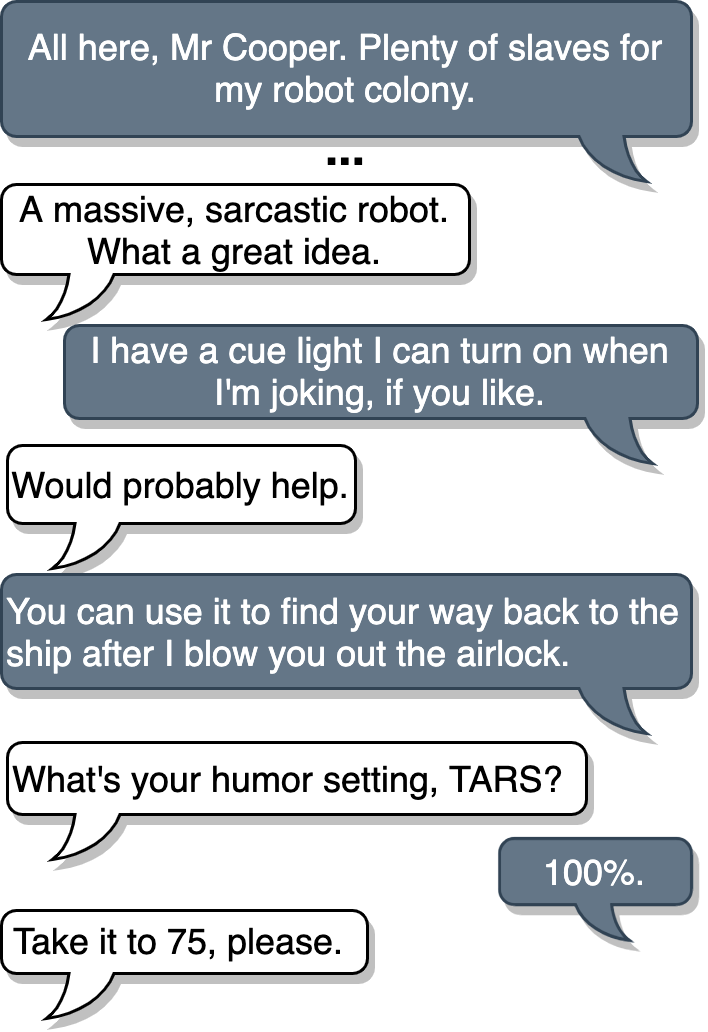 All here, Mr Cooper. Plenty of slaves for
my robot colony.
...
A massive, sarcastic robot.
What a great idea.
I have a cue light I can turn on when
I'm joking, if you like.
Would probably help.
You can use it to find your way back to the
ship after I blow you out the airlock.
What's your humor setting, TARS?
100%.
Take it to 75, please.